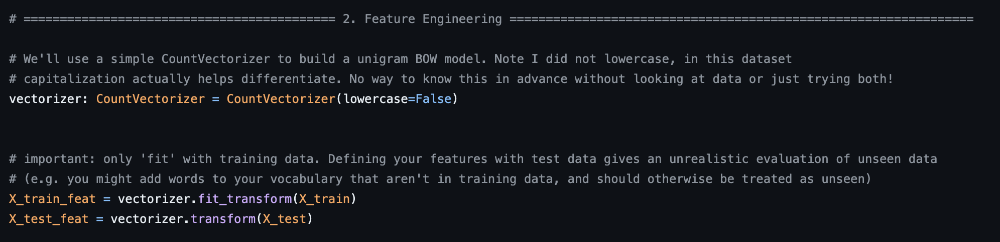 # =========================================== 2. Feature Engineering ================================================================
# We'll use a simple CountVectorizer to build a unigram BOW model. Note I did not lowercase, in this dataset
# capitalization actually helps differentiate. No way to know this in advance without looking at data or just trying both!
vectorizer: CountVectorizer = CountVectorizer(lowercase=False)
# important: only 'fit' with training data. Defining your features with test data gives an unrealistic evaluation of unseen data
# (e.g. you might add words to your vocabulary that aren't in training data, and should otherwise be treated as unseen)
X_train_feat = vectorizer.fit_transform(X_train)
X_test_feat = vectorizer.transform(X_test)